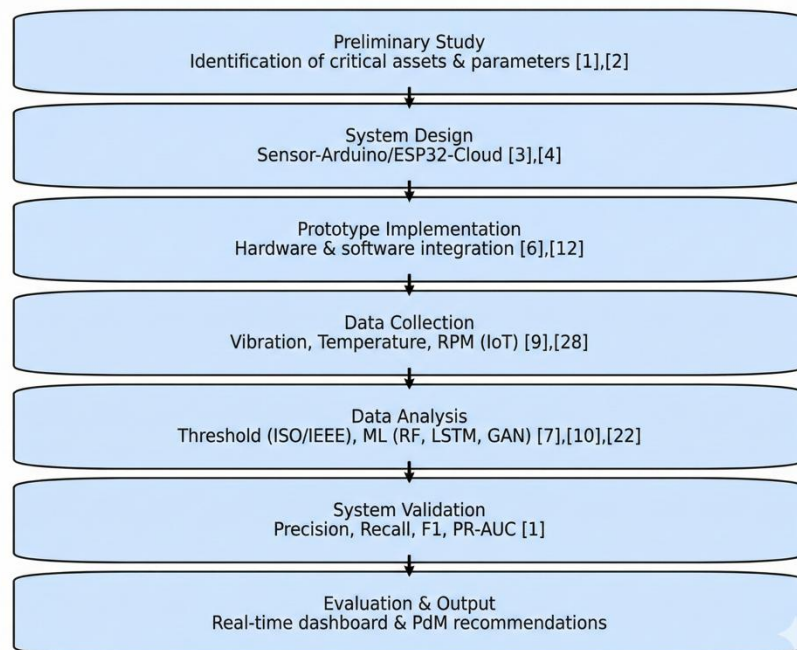 Preliminary Study
Identification of critical assets & parameters [1],[2]
System Design
Sensor-Arduino/ESP32-Cloud [3],[4]
Prototype Implementation
Hardware & software integration [6],[12]
Data Collection
Vibration, Temperature, RPM (IoT) [9],[28]
Data Analysis
Threshold (ISO/IEEE), ML (RF, LSTM, GAN) [7],[10],[22]
System Validation
Precision, Recall, F1, PR-AUC [1]
Evaluation & Output
Real-time dashboard & PdM recommendations